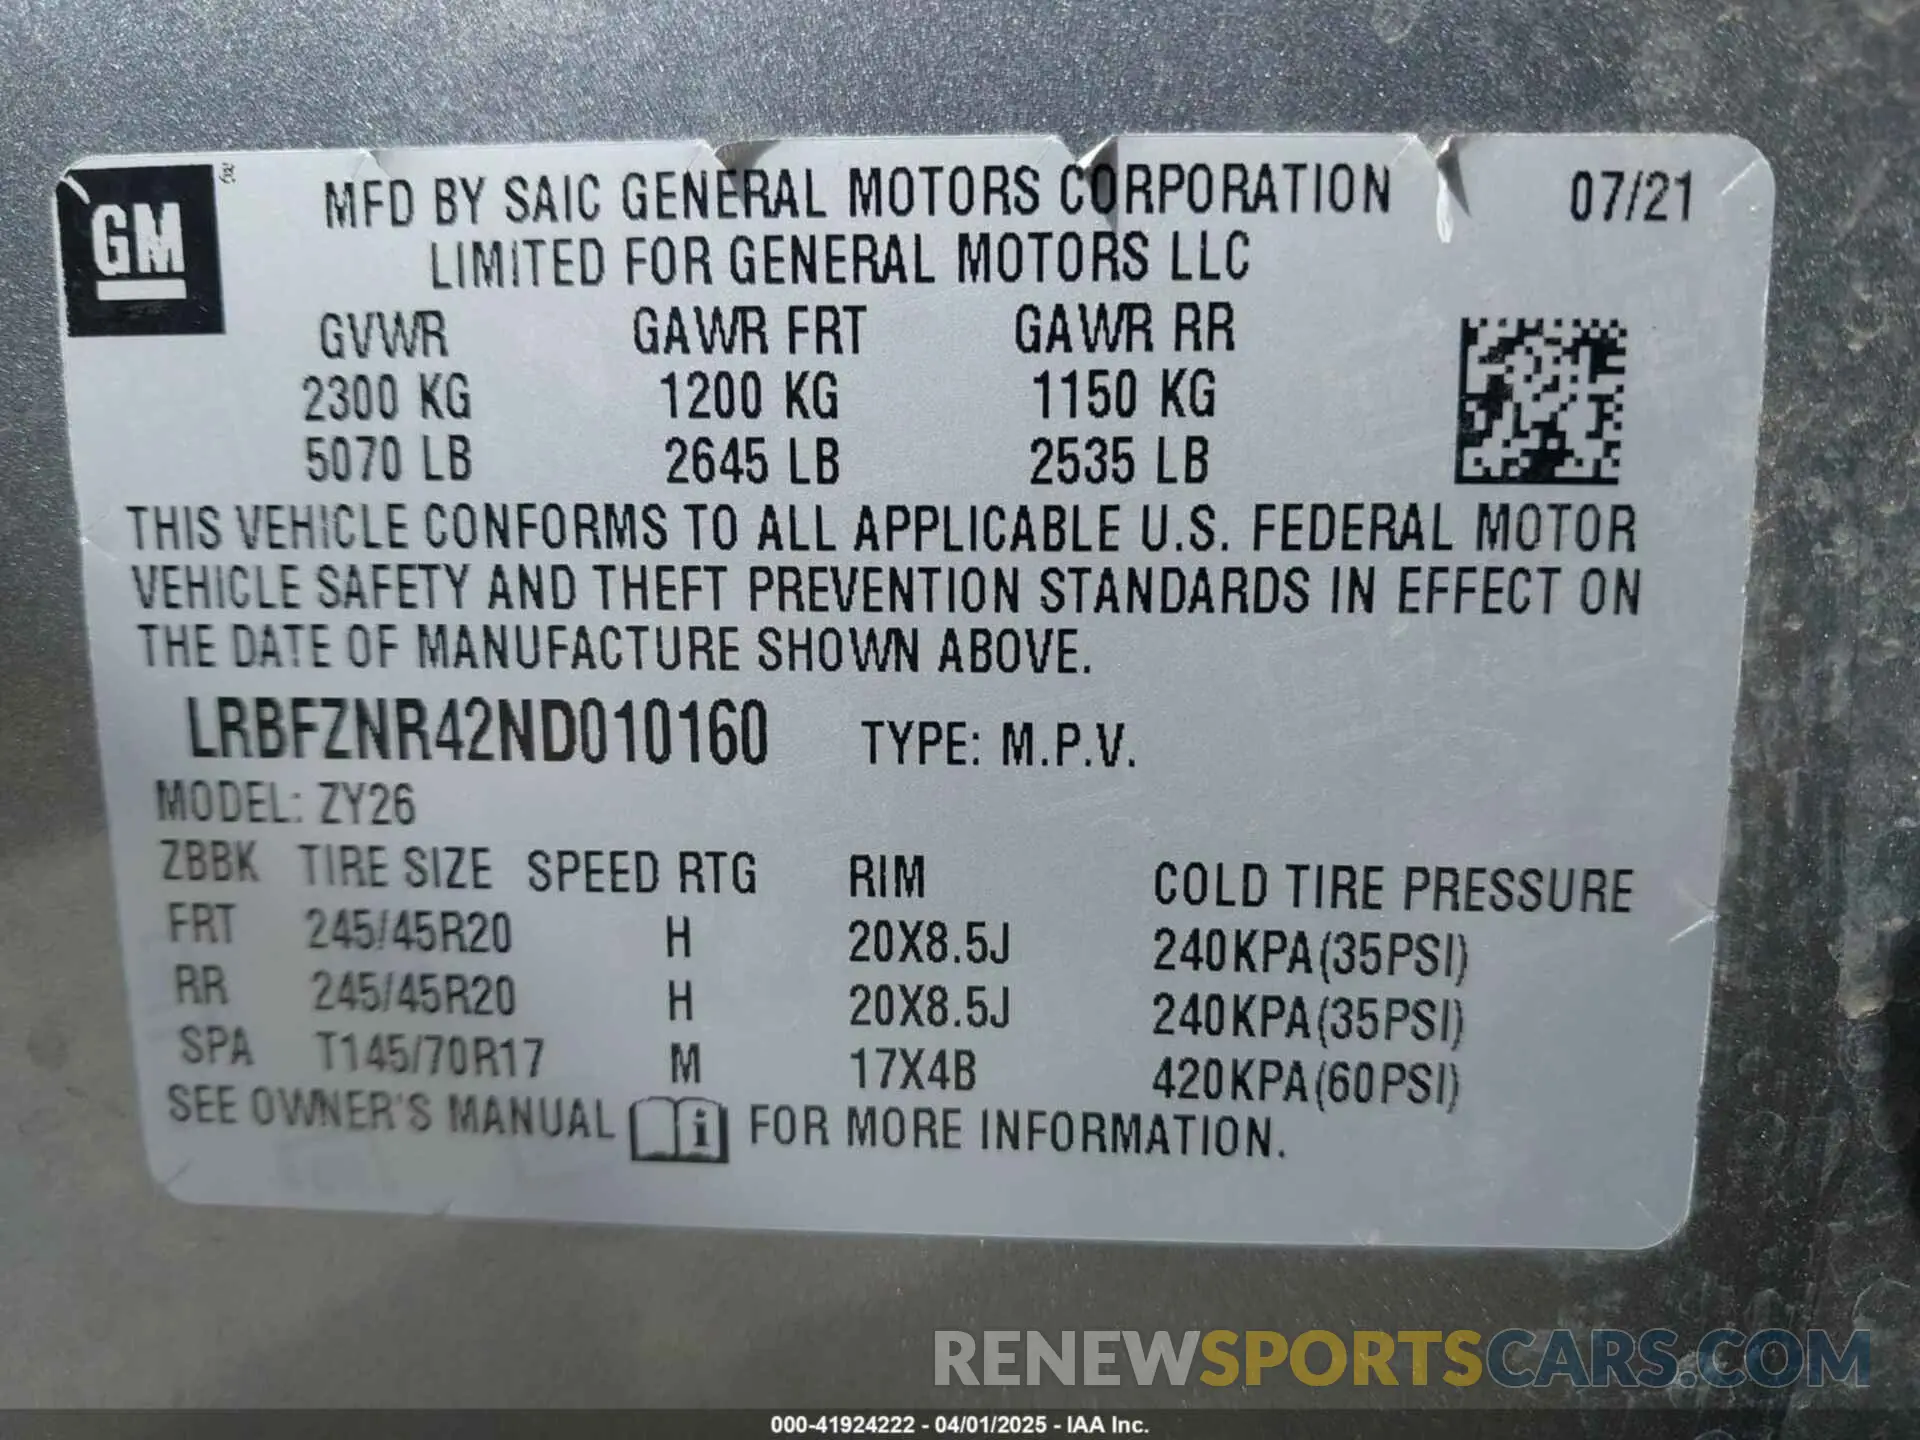 GM
MFD BY SAIC GENERAL MOTORS CORPORATION 07/21
LIMITED FOR GENERAL MOTORS LLC
GVWR GAWR FRT GAWR RR
2300 KG 1200 KG 1150 KG
5070 LB 2645 LB 2535 LB
THIS VEHICLE CONFORMS TO ALL APPLICABLE U.S. FEDERAL MOTOR
VEHICLE SAFETY AND THEFT PREVENTION STANDARDS IN EFFECT ON
THE DATE OF MANUFACTURE SHOWN ABOVE.
LRBFZNR42ND010160 TYPE: M.P.V.
MODEL: ZY26
ZBBK TIRE SIZE SPEED RTG RIM COLD TIRE PRESSURE
FRT 245/45R20 H 20X8.5J 240KPA(35PSI)
RR 245/45R20 H 20X8.5J 240KPA(35PSI)
SPA T145/70R17 M 17X4B 420KPA(60PSI)
SEE OWNER'S MANUAL i FOR MORE INFORMATION.
RENEWSPORTSCARS.COM
000-41924222 - 04/01/2025 - IAA Inc.